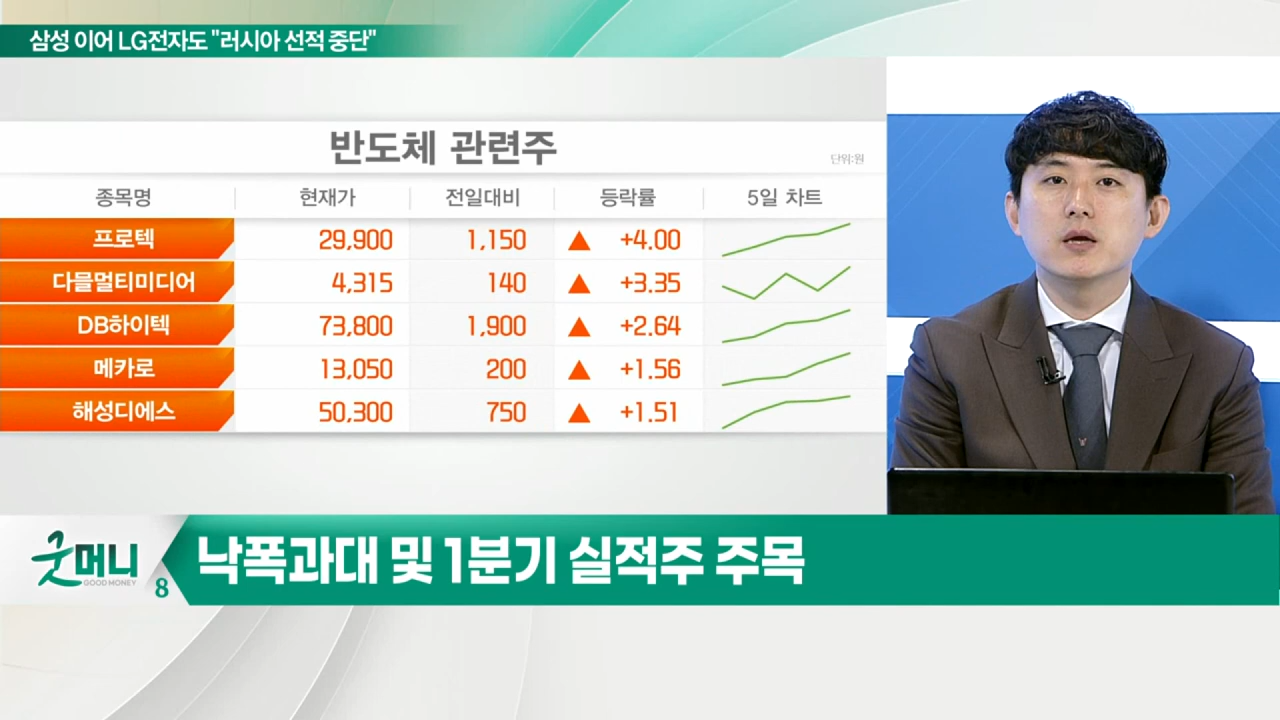 삼성 이어 LG전자도 "러시아 선적 중단"
반도체 관련주
단위:원
종목명 현재가 전일대비 등락률 5일 차트
프로텍 29,900 1,150 ▲ +4.00
다믈멀티미디어 4,315 140 ▲ +3.35
DB하이텍 73,800 1,900 ▲ +2.64
메카로 13,050 200 ▲ +1.56
해성디에스 50,300 750 ▲ +1.51
굿머니
GOOD MONEY
8
낙폭과대 및 1분기 실적주 주목